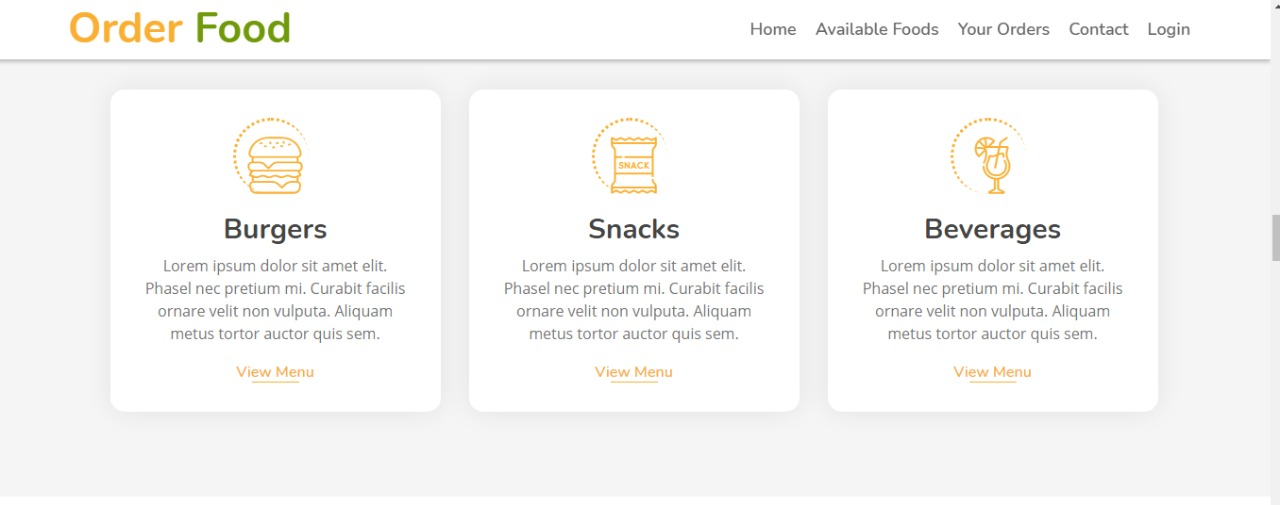 Order Food
Home Available Foods Your Orders Contact Login
SNACK
Burgers
Lorem ipsum dolor sit amet elit.
Phasel nec pretium mi. Curabit facilis
ornare velit non vulputa. Aliquam
metus tortor auctor quis sem.
View Menu
Snacks
Lorem ipsum dolor sit amet elit.
Phasel nec pretium mi. Curabit facilis
ornare velit non vulputa. Aliquam
metus tortor auctor quis sem.
View Menu
Beverages
Lorem ipsum dolor sit amet elit.
Phasel nec pretium mi. Curabit facilis
ornare velit non vulputa. Aliquam
metus tortor auctor quis sem.
View Menu